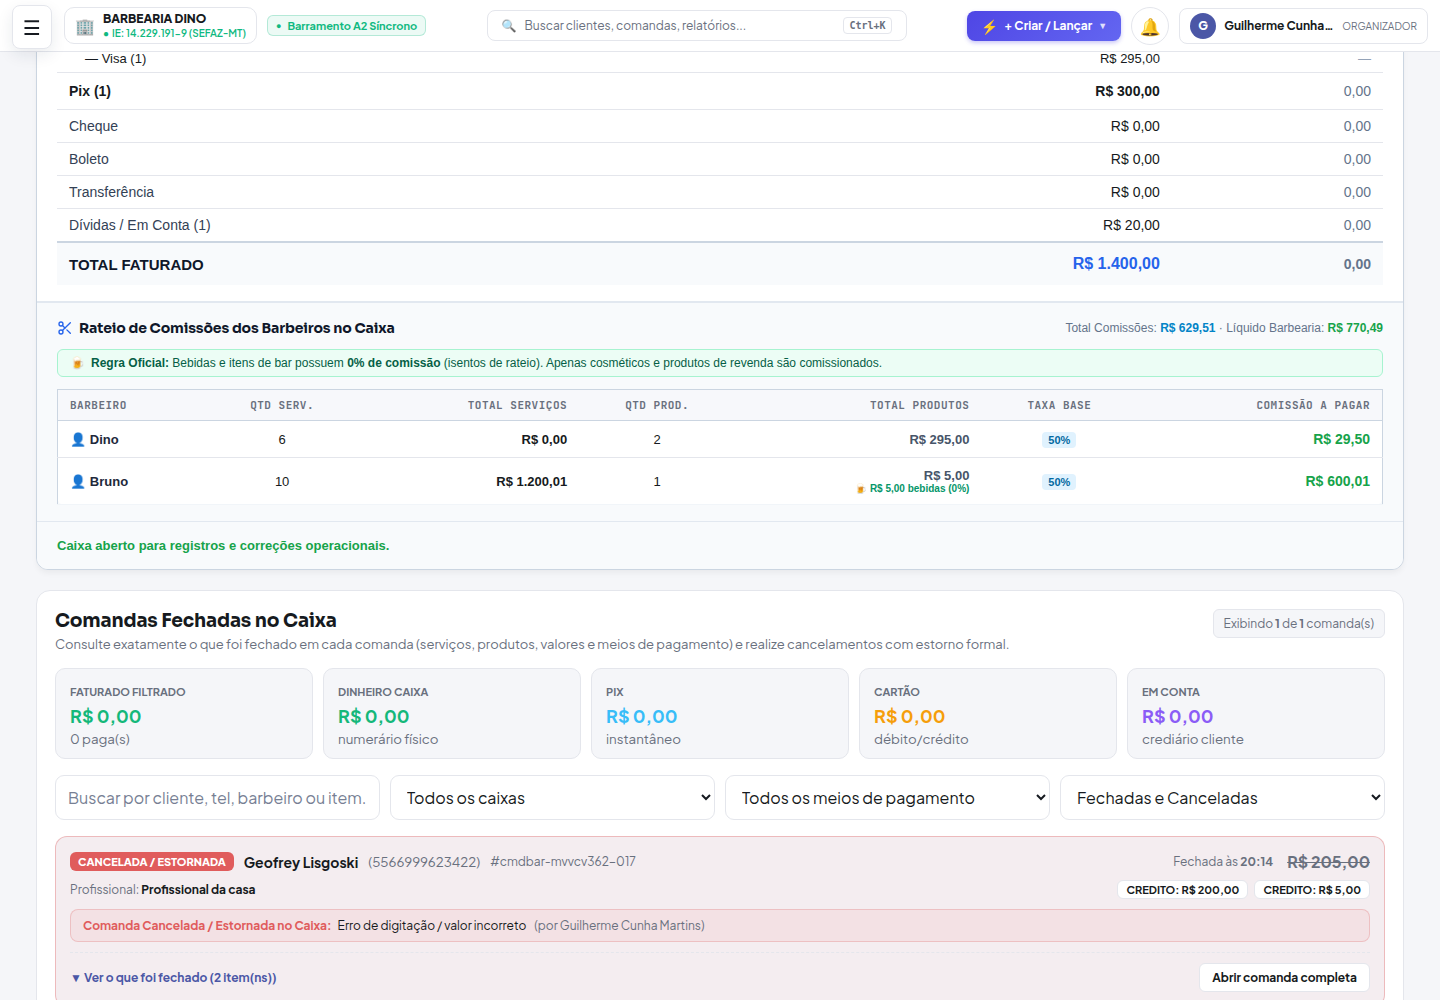 ☰ BARBEARIA DINO
● IE: 14.229.191-9 (SEFAZ-MT)
• Barramento A2 Síncrono
Buscar clientes, comandas, relatórios...
Ctrl+K
+ Criar / Lançar ▼
G Guilherme Cunha... ORGANIZADOR
— Visa (1) R$ 295,00 —
Pix (1) R$ 300,00 0,00
Cheque R$ 0,00 0,00
Boleto R$ 0,00 0,00
Transferência R$ 0,00 0,00
Dívidas / Em Conta (1) R$ 20,00 0,00
TOTAL FATURADO R$ 1.400,00 0,00
Rateio de Comissões dos Barbeiros no Caixa Total Comissões: R$ 629,51 · Líquido Barbearia: R$ 770,49
Regra Oficial: Bebidas e itens de bar possuem 0% de comissão (isentos de rateio). Apenas cosméticos e produtos de revenda são comissionados.
BARBEIRO QTD SERV. TOTAL SERVIÇOS QTD PROD. TOTAL PRODUTOS TAXA BASE COMISSÃO A PAGAR
Dino 6 R$ 0,00 2 R$ 295,00 50% R$ 29,50
Bruno 10 R$ 1.200,01 1 R$ 5,00 50% R$ 600,01
R$ 5,00 bebidas (0%)
Caixa aberto para registros e correções operacionais.
Comandas Fechadas no Caixa
Exibindo 1 de 1 comanda(s)
Consulte exatamente o que foi fechado em cada comanda (serviços, produtos, valores e meios de pagamento) e realize cancelamentos com estorno formal.
FATURADO FILTRADO DINHEIRO CAIXA PIX CARTÃO EM CONTA
R$ 0,00 R$ 0,00 R$ 0,00 R$ 0,00 R$ 0,00
0 paga(s) numerário físico instantâneo débito/crédito crediário cliente
Buscar por cliente, tel, barbeiro ou item. Todos os caixas Todos os meios de pagamento Fechadas e Canceladas
CANCELADA / ESTORNADA Geofrey Lisgoski (5566999623422) #cmdbar-mvvcv362-017 Fechada às 20:14 R$ 205,00
Profissional: Profissional da casa CREDITO: R$ 200,00 CREDITO: R$ 5,00
Comanda Cancelada / Estornada no Caixa: Erro de digitação / valor incorreto (por Guilherme Cunha Martins)
▼ Ver o que foi fechado (2 item(ns)) Abrir comanda completa